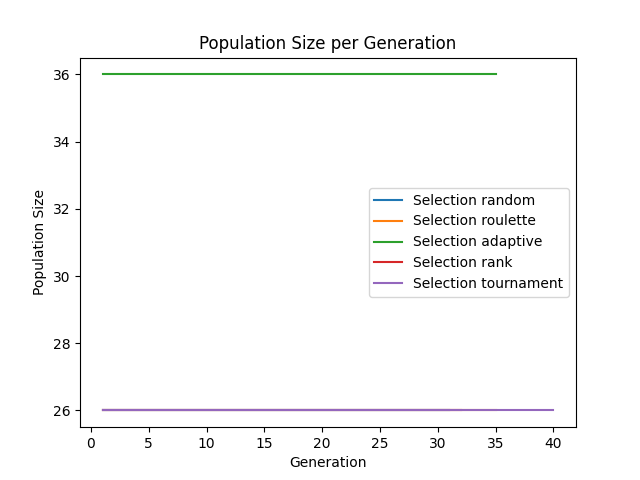 Population Size per Generation
Population Size
36
34
32
30
28
26
Selection random
Selection roulette
Selection adaptive
Selection rank
Selection tournament
0 5 10 15 20 25 30 35 40
Generation